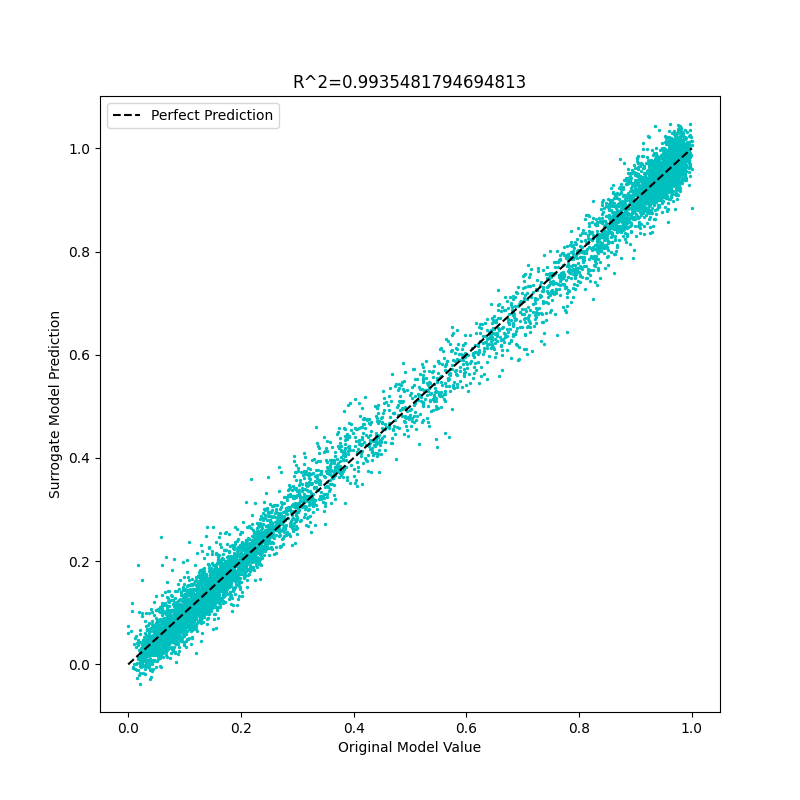 R^2=0.9935481794694813
Perfect Prediction
Surrogate Model Prediction
1.0
0.8
0.6
0.4
0.2
0.0
0.0 0.2 0.4 0.6 0.8 1.0
Original Model Value